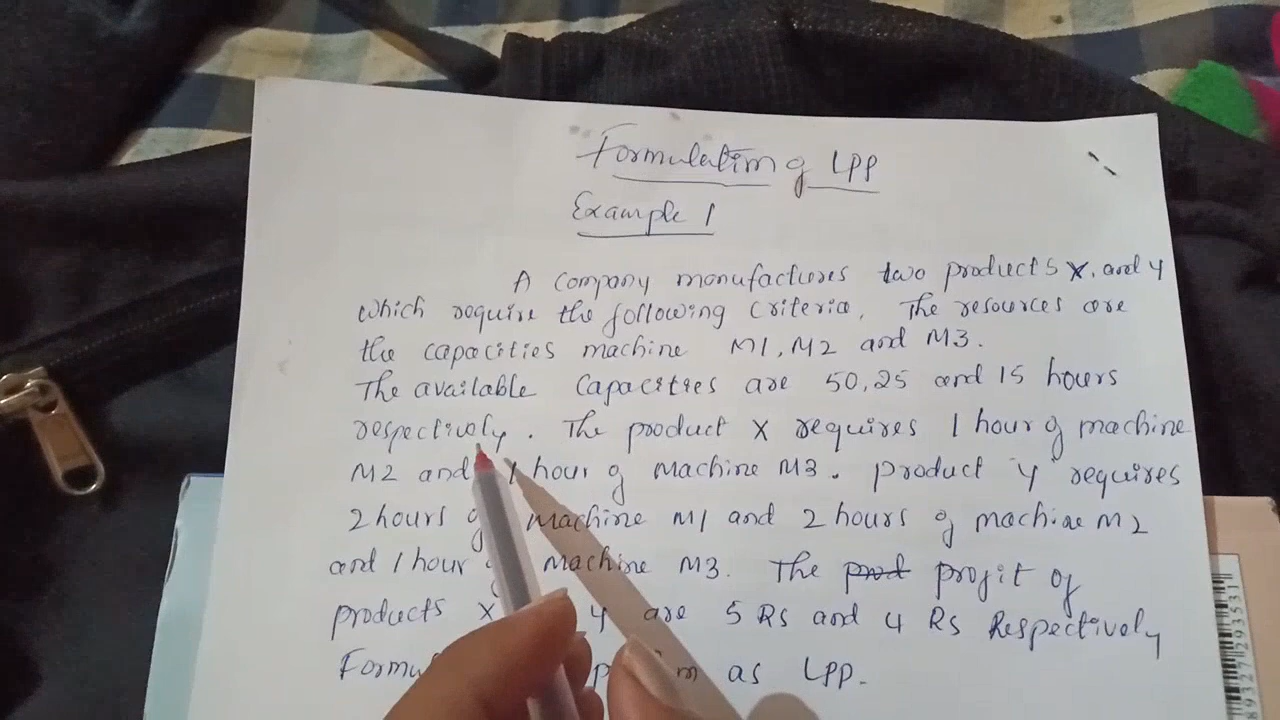 Formulation of LPP
Example 1
A company manufactures two products X, and Y
which require the following criteria. The resources are
the capacities machine M1, M2 and M3.
The available capacities are 50, 25 and 15 hours
respectively. The product X requires 1 hour of machine
M2 and 1 hour of machine M3. product Y requires
2 hours of machine M1 and 2 hours of machine M2
and 1 hour machine M3. The profit of
products X Y are 5 RS and 4 RS Respectively
as LPP.
893272935311